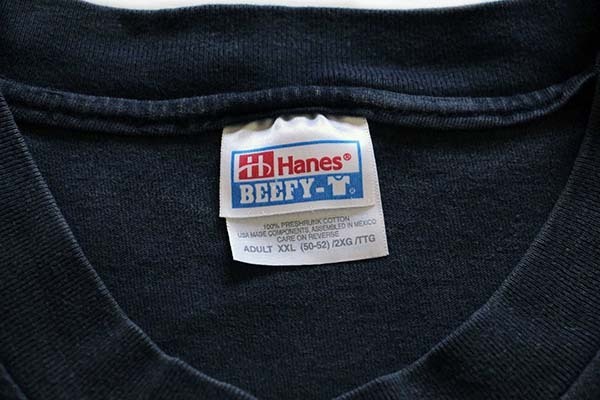 Hanes®
BEEFY-T®
100% PRESHRUNK COTTON
USA MADE COMPONENTS, ASSEMBLED IN MEXICO
CARE ON REVERSE
ADULT XXL (50-52) /2XG /TTG